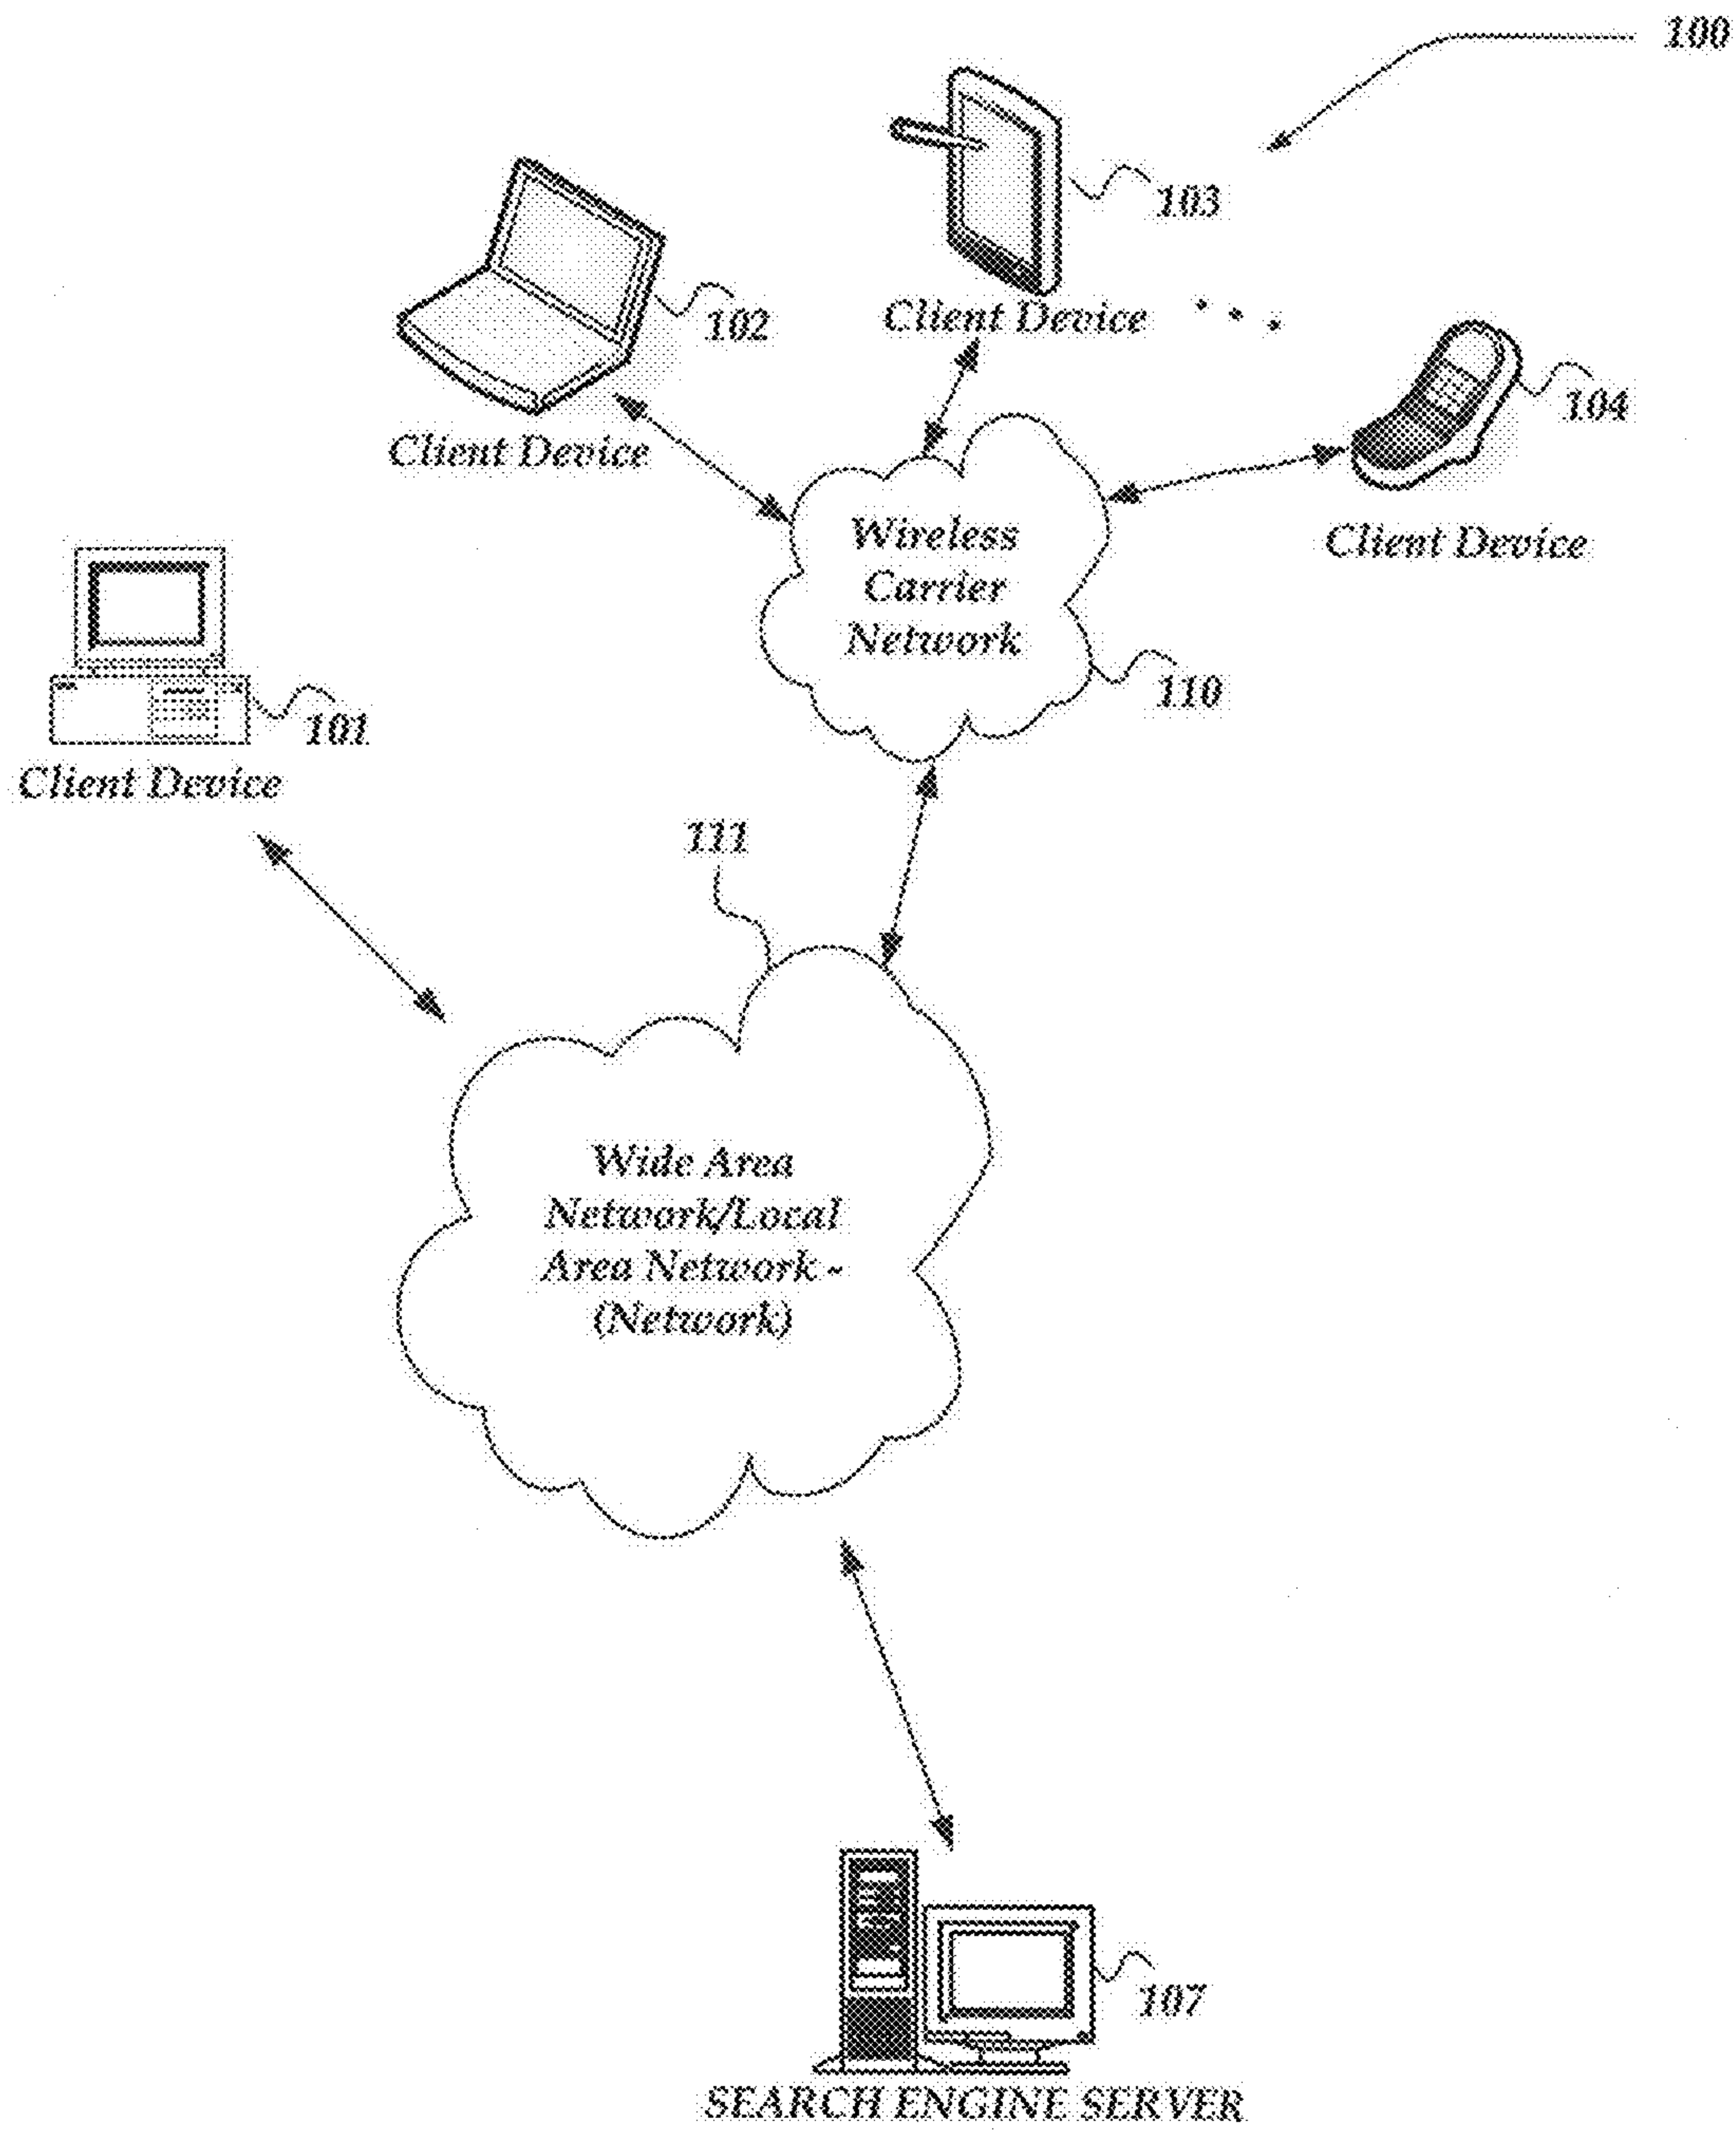 100
103
Client Device
102
Client Device
104
Client Device
Wireless
Carrier
Network
110
101
Client Device
111
Wide Area
Network/Local
Area Network -
(Network)
107
SEARCH ENGINE SERVER